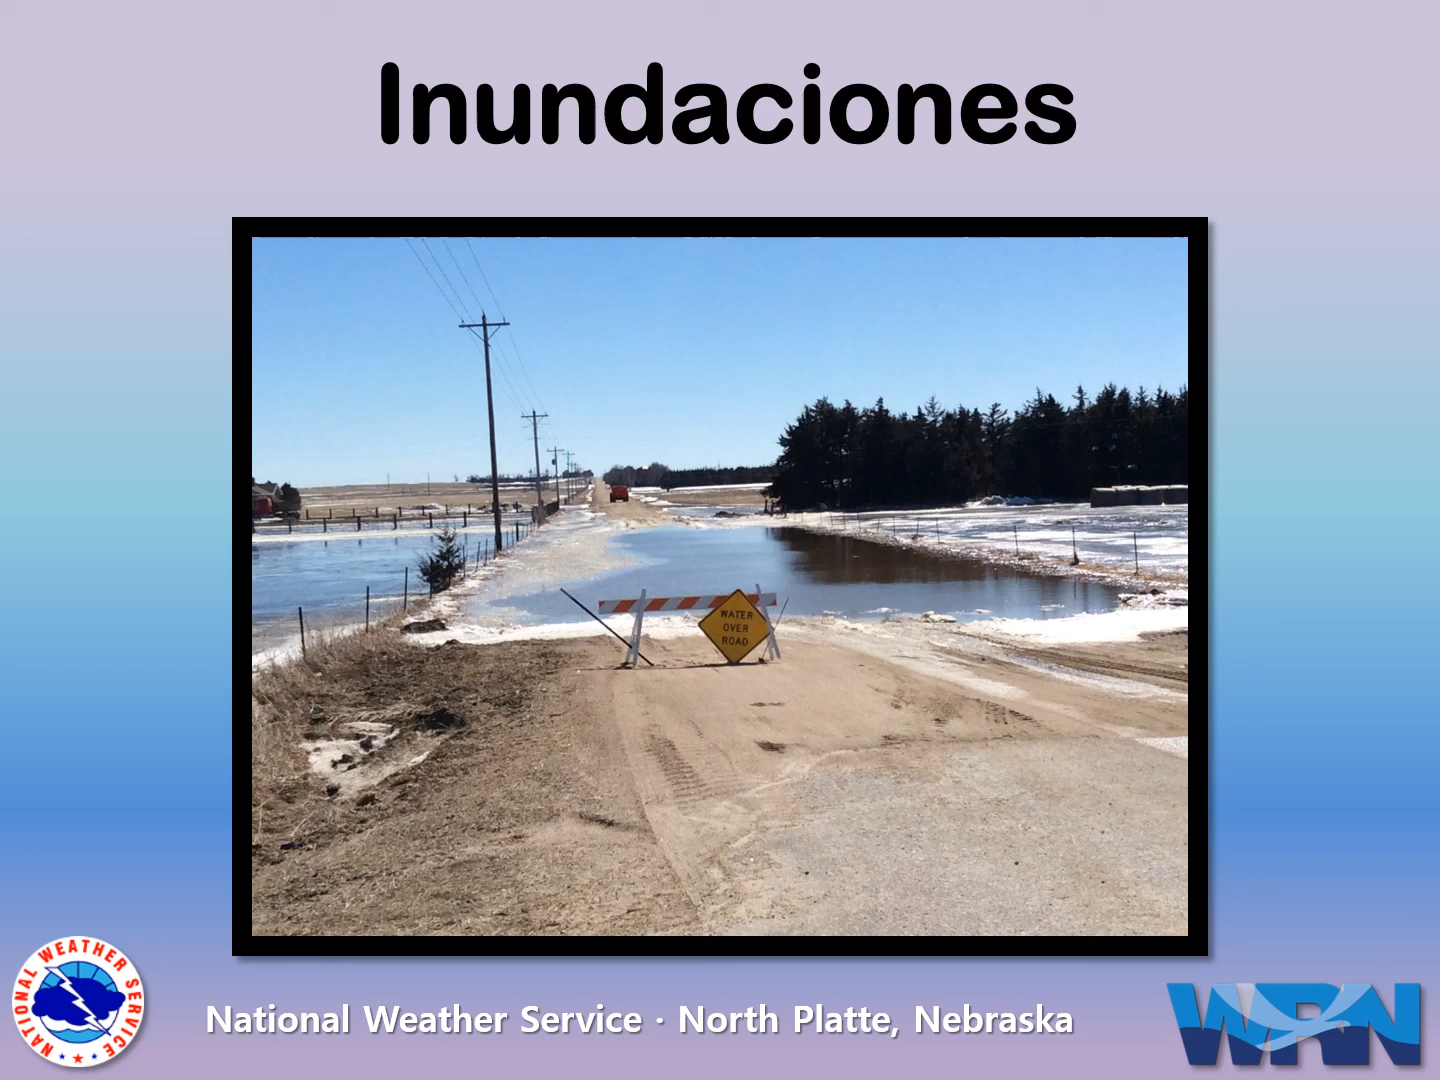 Inundaciones
WATER
OVER
ROAD
NATIONAL WEATHER SERVICE
National Weather Service · North Platte, Nebraska
WRN